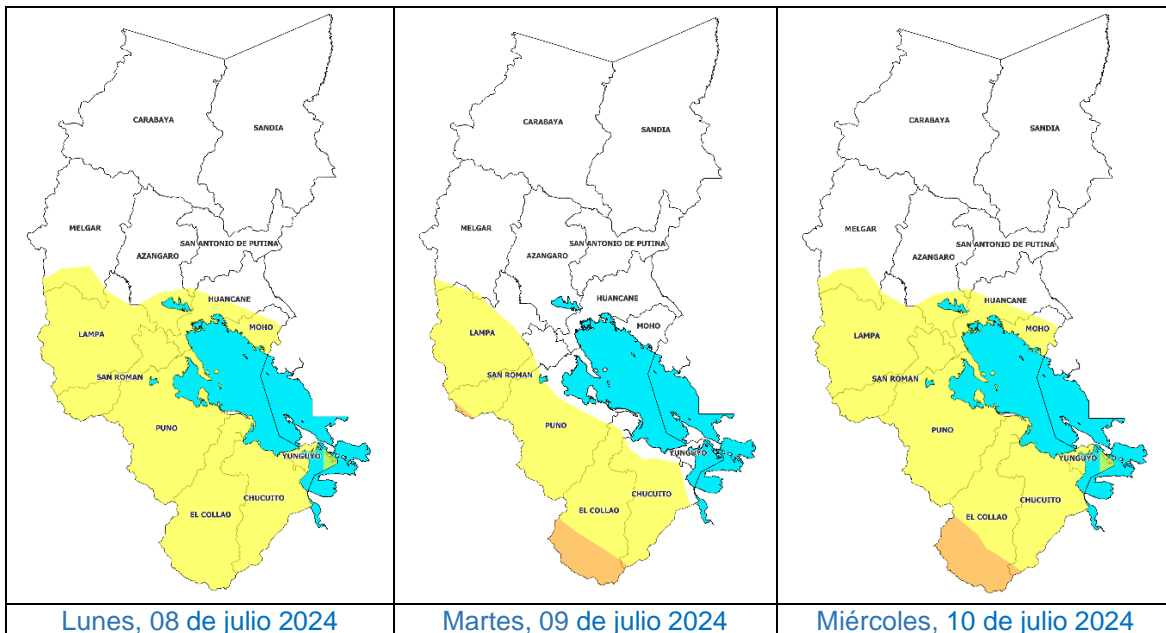 CARABAYA
SANDIA
MELGAR
SAN ANTONIO DE PUTINA
AZANGARO
HUANCANE
MOHO
LAMPA
SAN ROMAN
PUNO
YUNGUYO
CHUCUITO
EL COLLAO
Lunes, 08 de julio 2024
CARABAYA
SANDIA
MELGAR
SAN ANTONIO DE PUTINA
AZANGARO
HUANCANE
MOHO
LAMPA
SAN ROMAN
PUNO
YUNGUYO
CHUCUITO
EL COLLAO
Martes, 09 de julio 2024
CARABAYA
SANDIA
MELGAR
SAN ANTONIO DE PUTINA
AZANGARO
HUANCANE
MOHO
LAMPA
SAN ROMAN
PUNO
YUNGUYO
CHUCUITO
EL COLLAO
Miércoles, 10 de julio 2024